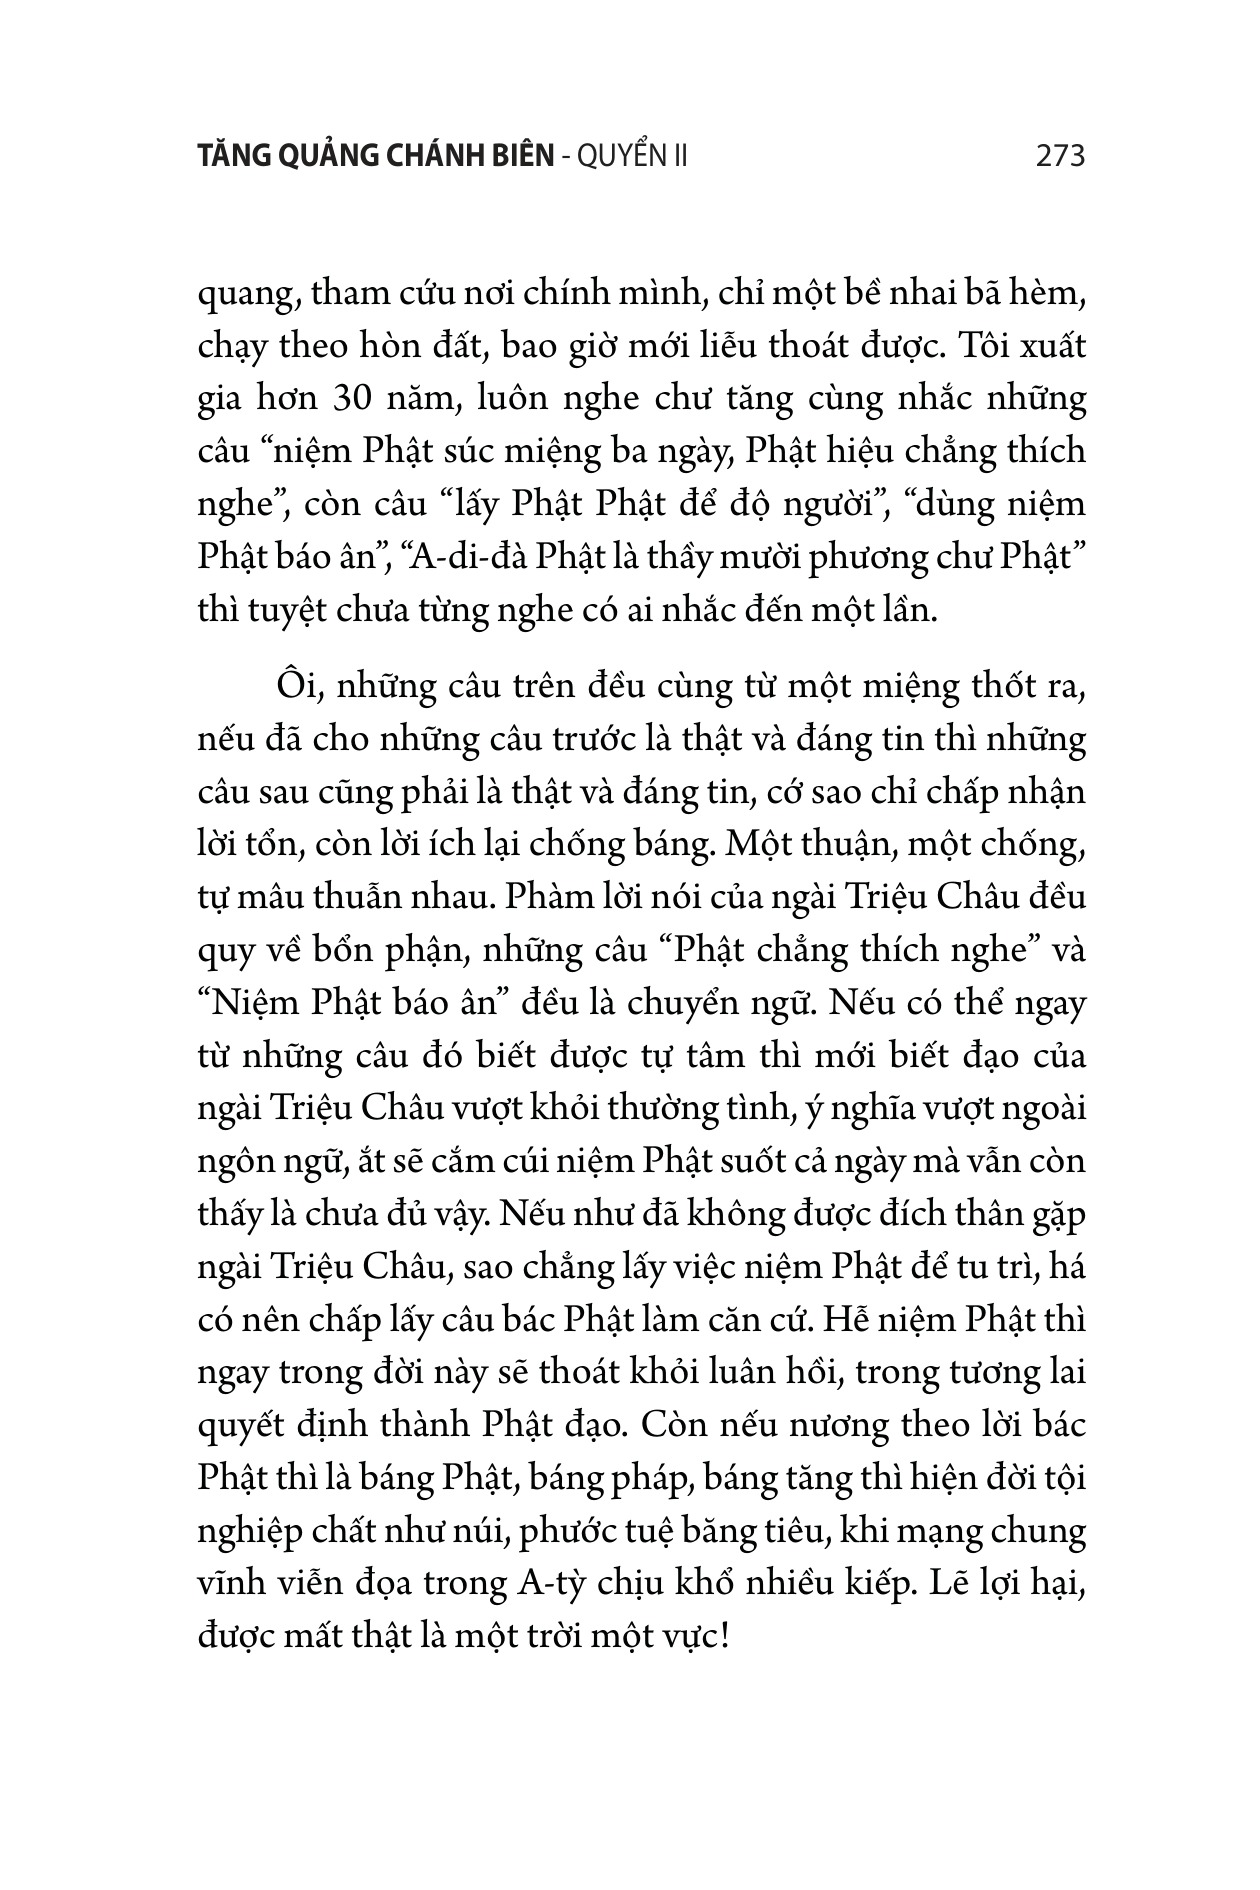 TĂNG QUẢNG CHÁNH BIÊN - QUYỂN II 273
quang, tham cứu nơi chính mình, chỉ một bề nhai bã hèm,
chạy theo hòn đất, bao giờ mới liễu thoát được. Tôi xuất
gia hơn 30 năm, luôn nghe chư tăng cùng nhắc những
câu “niệm Phật súc miệng ba ngày, Phật hiệu chẳng thích
nghe”, còn câu “lấy Phật Phật để độ người”, “dùng niệm
Phật báo ân”, “A-di-đà Phật là thầy mười phương chư Phật”
thì tuyệt chưa từng nghe có ai nhắc đến một lần.
Ôi, những câu trên đều cùng từ một miệng thốt ra,
nếu đã cho những câu trước là thật và đáng tin thì những
câu sau cũng phải là thật và đáng tin, cớ sao chỉ chấp nhận
lời tổn, còn lời ích lại chống báng. Một thuận, một chống,
tự mâu thuẫn nhau. Phàm lời nói của ngài Triệu Châu đều
quy về bổn phận, những câu “Phật chẳng thích nghe” và
“Niệm Phật báo ân” đều là chuyển ngữ. Nếu có thể ngay
từ những câu đó biết được tự tâm thì mới biết đạo của
ngài Triệu Châu vượt khỏi thường tình, ý nghĩa vượt ngoài
ngôn ngữ, ắt sẽ cắm cúi niệm Phật suốt cả ngày mà vẫn còn
thấy là chưa đủ vậy. Nếu như đã không được đích thân gặp
ngài Triệu Châu, sao chẳng lấy việc niệm Phật để tu trì, há
có nên chấp lấy câu bác Phật làm căn cứ. Hễ niệm Phật thì
ngay trong đời này sẽ thoát khỏi luân hồi, trong tương lai
quyết định thành Phật đạo. Còn nếu nương theo lời bác
Phật thì là báng Phật, báng pháp, báng tăng thì hiện đời tội
nghiệp chất như núi, phước tuệ băng tiêu, khi mạng chung
vĩnh viễn đọa trong A-tỳ chịu khổ nhiều kiếp. Lẽ lợi hại,
được mất thật là một trời một vực!